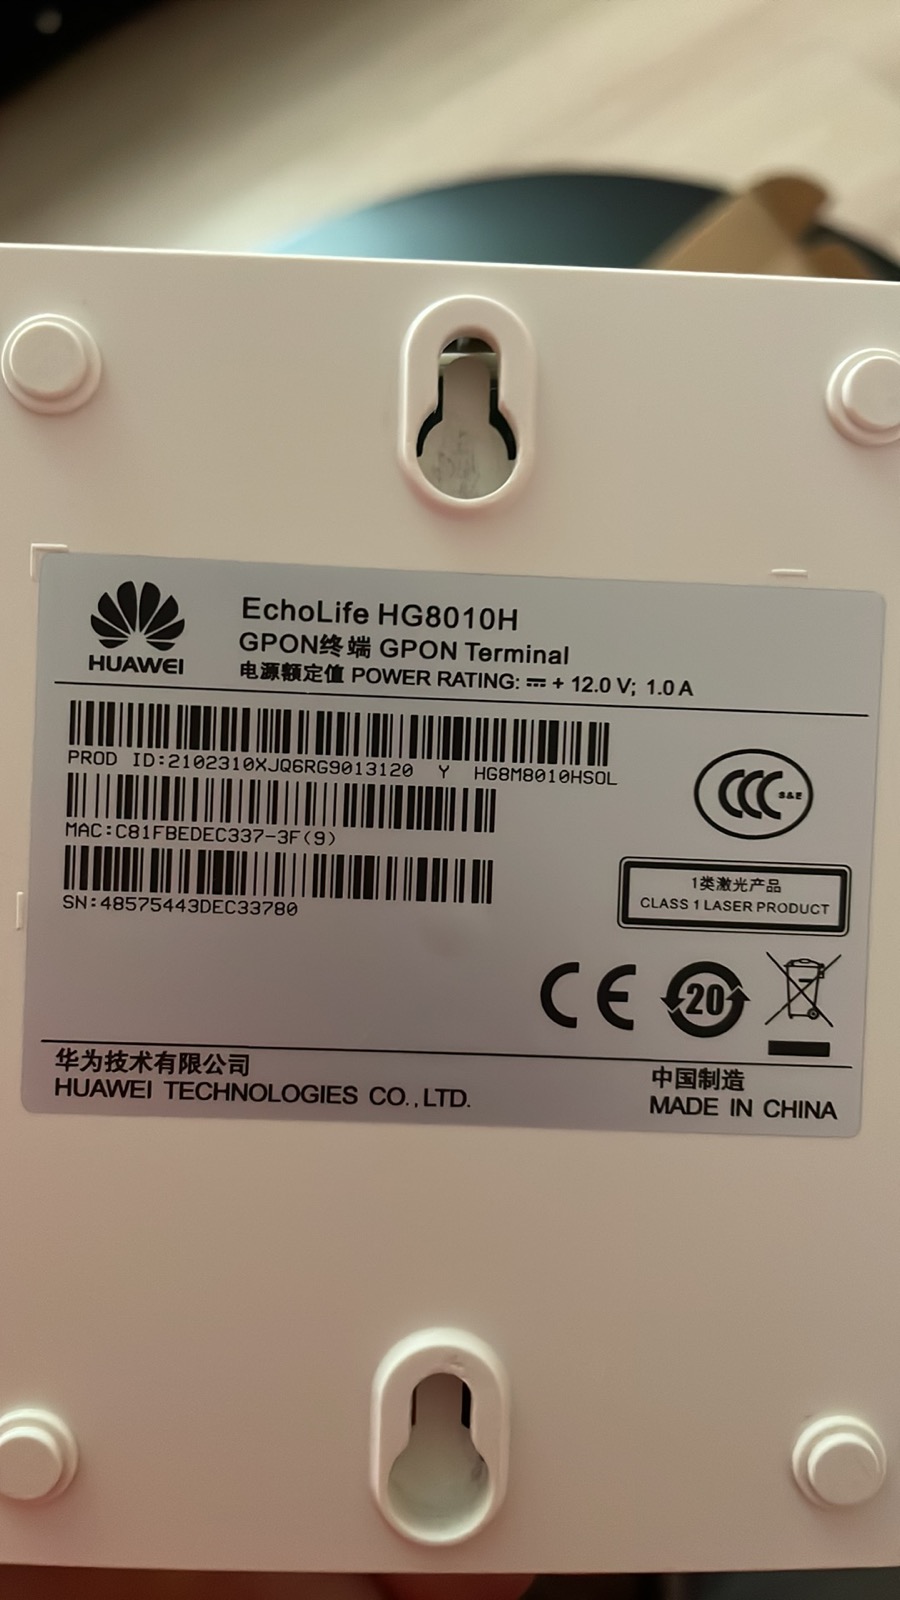 HUAWEI
EchoLife HG8010H
GPON终端 GPON Terminal
电源额定值 POWER RATING: ⎓ + 12.0 V; 1.0 A
PROD ID:2102310XJQ6RG9013120 Y HG8M8010HSOL
MAC:C81FBEDEC337-3F(9)
SN:48575443DEC33780
CCC S&E
1类激光产品
CLASS 1 LASER PRODUCT
CE
20
华为技术有限公司
HUAWEI TECHNOLOGIES CO.,LTD.
中国制造
MADE IN CHINA